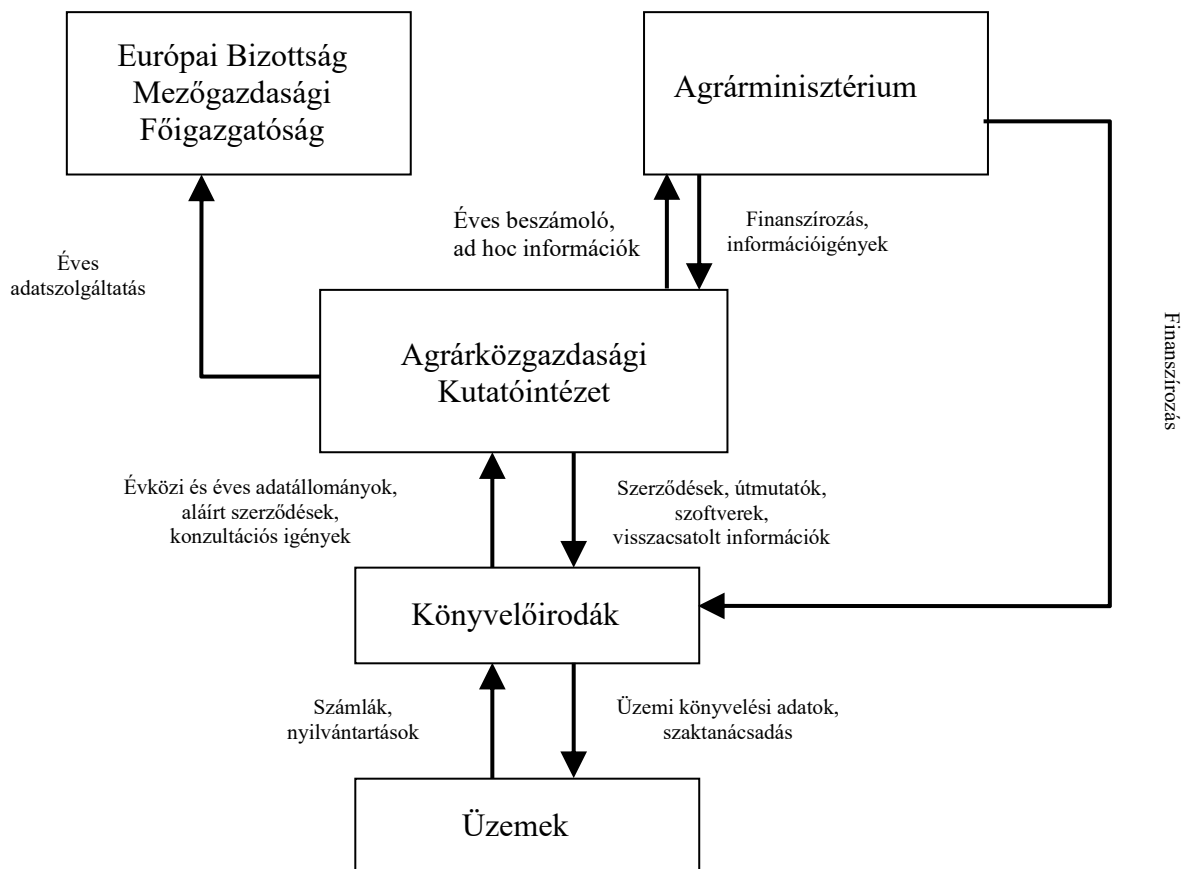 Európai Bizottság
Mezőgazdasági
Főigazgatóság
Agrárminisztérium
Éves beszámoló,
ad hoc információk
Finanszírozás,
információigények
Éves
adatszolgáltatás
Finanszírozás
Agrárközgazdasági
Kutatóintézet
Évközi és éves adatállományok,
aláírt szerződések,
konzultációs igények
Szerződések, útmutatók,
szoftverek,
visszacsatolt információk
Könyvelőirodák
Számlák,
nyilvántartások
Üzemi könyvelési adatok,
szaktanácsadás
Üzemek